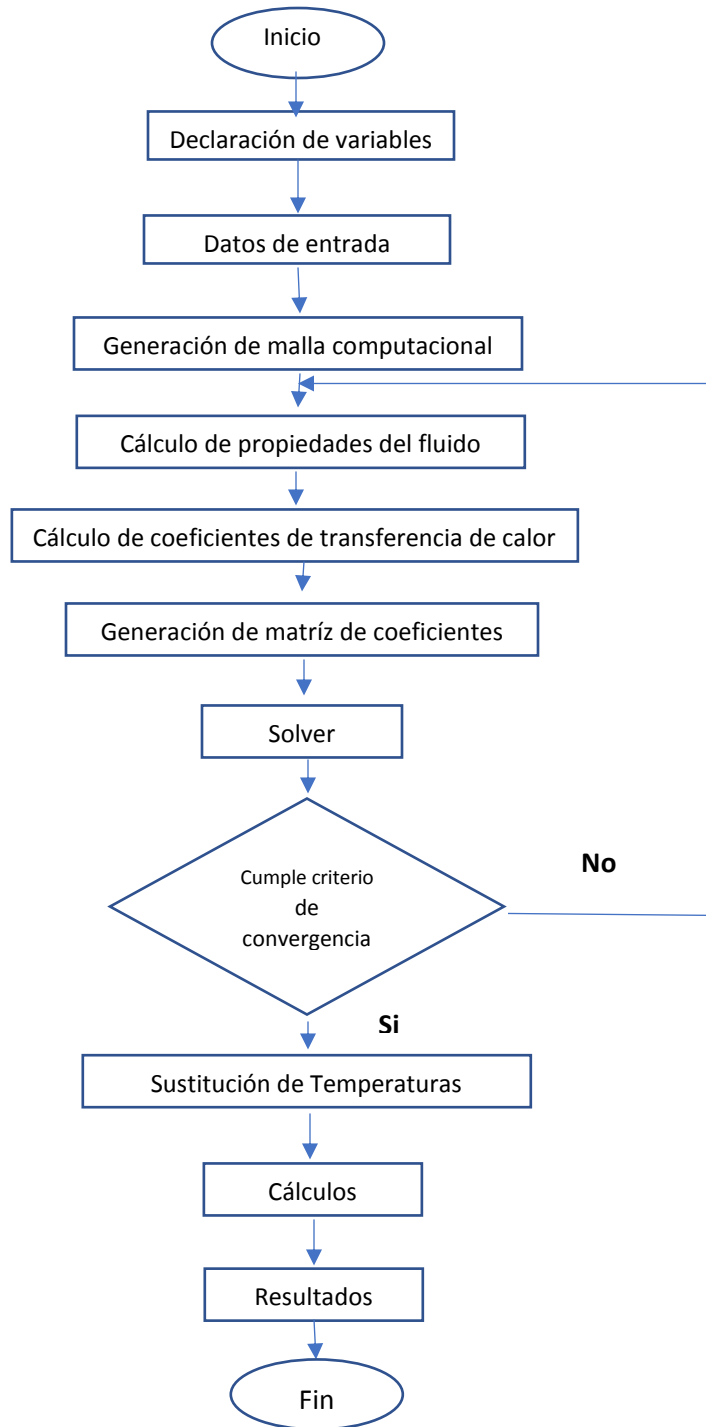 Inicio
Declaración de variables
Datos de entrada
Generación de malla computacional
Cálculo de propiedades del fluido
Cálculo de coeficientes de transferencia de calor
Generación de matríz de coeficientes
Solver
Cumple criterio
de
convergencia
No
Si
Sustitución de Temperaturas
Cálculos
Resultados
Fin